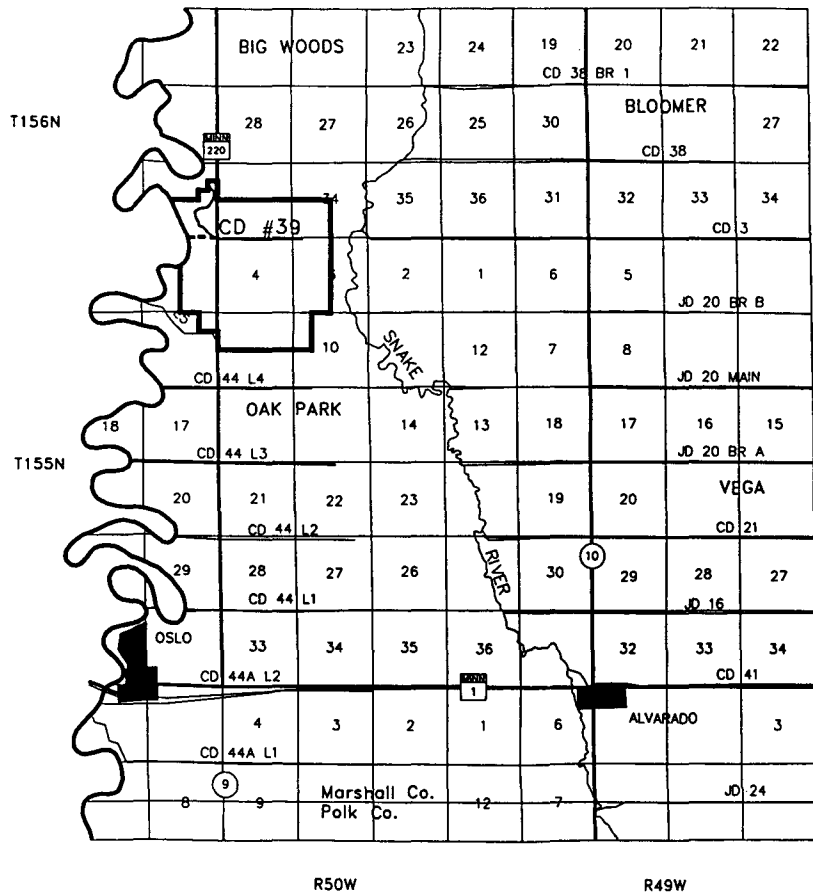 BIG WOODS 23 24 19 20 21 22
CD 38 BR 1
BLOOMER
T156N
MINN 220
28 27 26 25 30 27
CD 38
34 35 36 31 32 33 34
CD #39
CD 3
4 2 1 6 5
JD 20 BR B
SNAKE
10 12 7 8
CD 44 L4
JD 20 MAIN
OAK PARK
18 17 14 13 18 17 16 15
T155N
CD 44 L3
JD 20 BR A
VEGA
20 21 22 23 19 20
CD 44 L2
CD 21
RIVER
10
29 28 27 26 30 29 28 27
CD 44 L1
JD 16
OSLO
33 34 35 36 32 33 34
CD 44A L2
CD 41
MINN 1
ALVARADO
4 3 2 1 6 3
CD 44A L1
9
Marshall Co.
JD 24
8 9 12 7
Polk Co.
R50W R49W